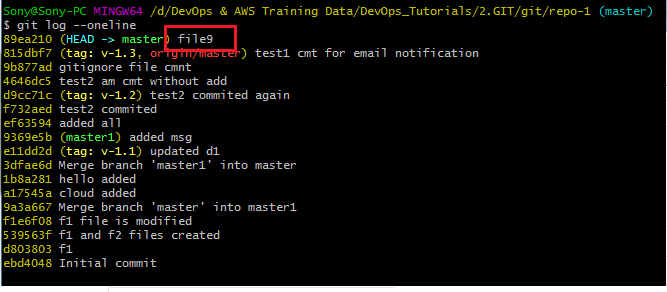 Sony@Sony-PC MINGW64 /d/DevOps & AWS Training Data/DevOps_Tutorials/2.GIT/git/repo-1 (master)
$ git log --oneline
89ea210 (HEAD -> master) file9
815dbf7 (tag: v-1.3, origin/master) test1 cmt for email notification
9b877ad gitignore file cmnt
4646dc5 test2 am cmt without add
d9cc71c (tag: v-1.2) test2 commited again
f732aed test2 commited
ef63594 added all
9369e5b (master1) added msg
e11dd2d (tag: v-1.1) updated d1
3dfae6d Merge branch 'master1' into master
1b8a281 hello added
a17545a cloud added
9a3a667 Merge branch 'master' into master1
f1e6f08 f1 file is modified
539563f f1 and f2 files created
d803803 f1
ebd4048 Initial commit